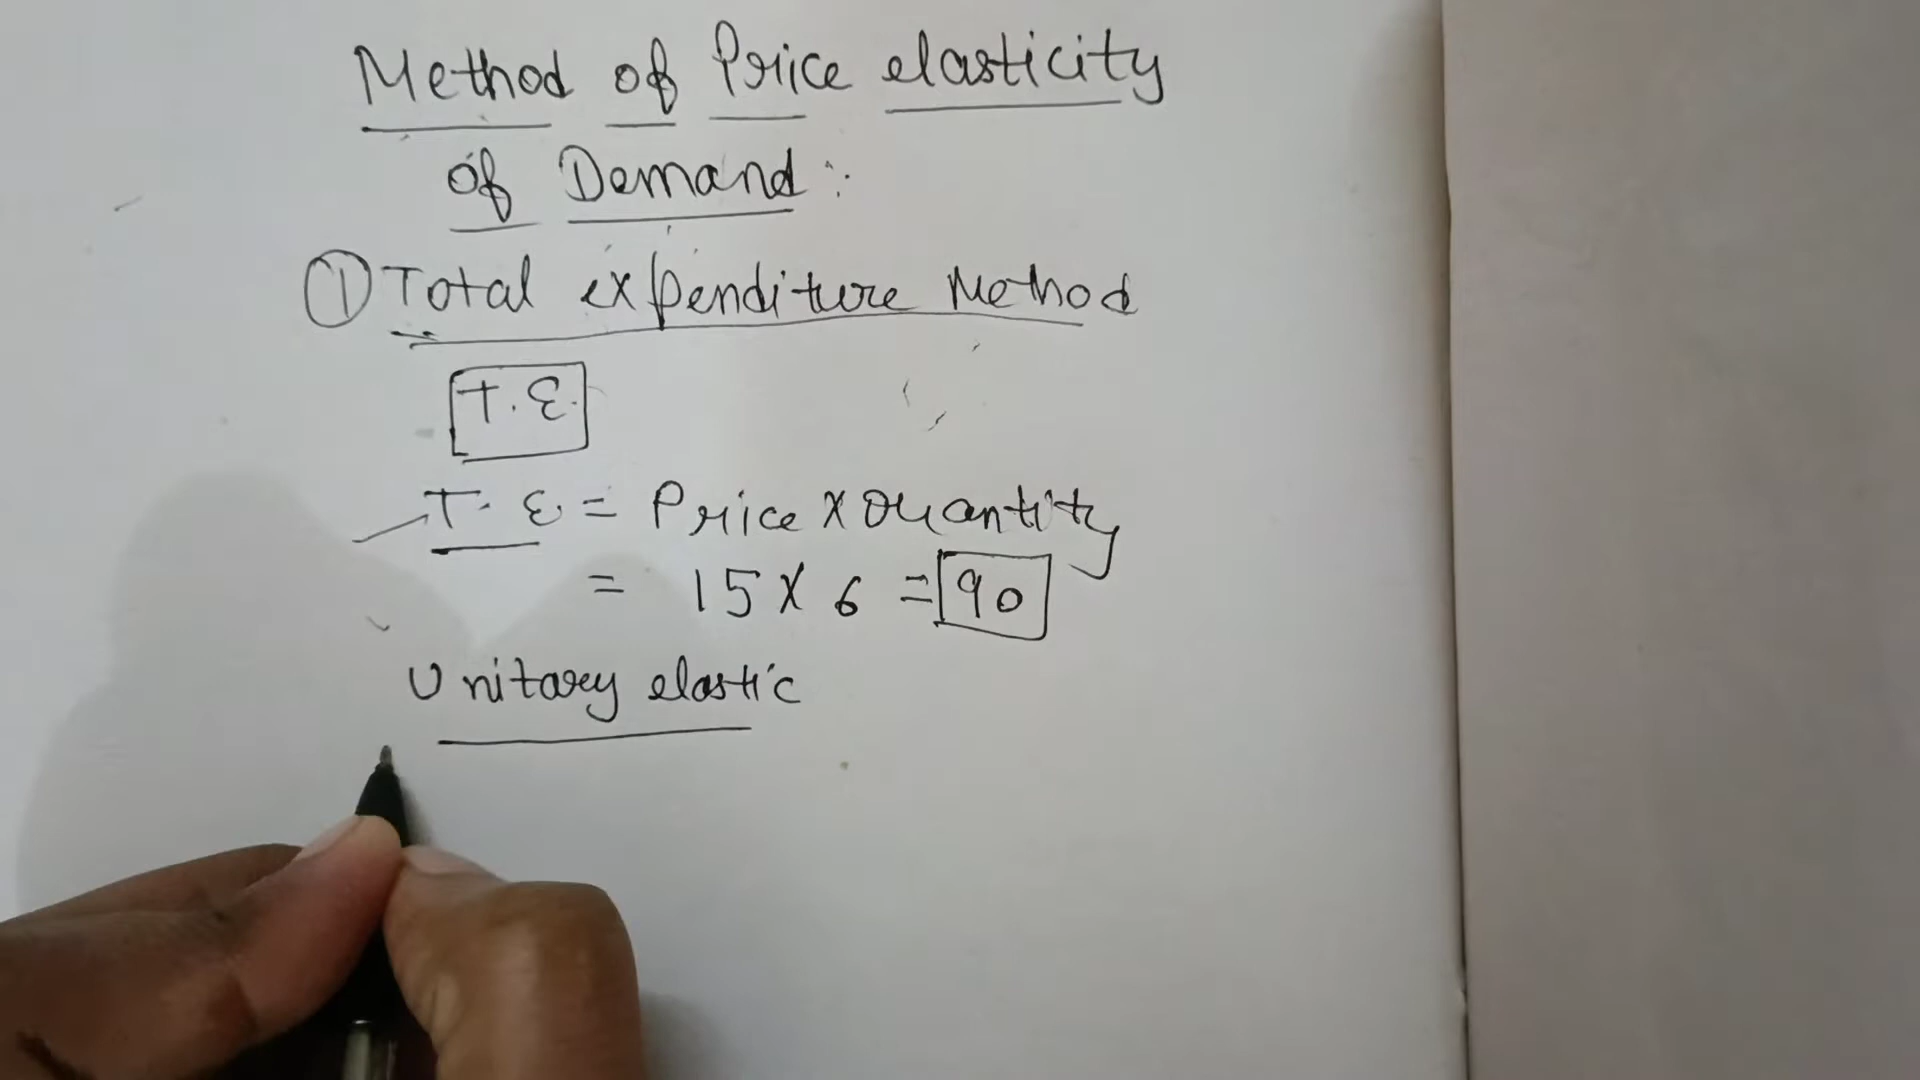 Method of Price elasticity
of Demand :
① Total expenditure Method
T.E.
T.E = Price x Quantity
= 15 x 6 = 90
Unitary elastic